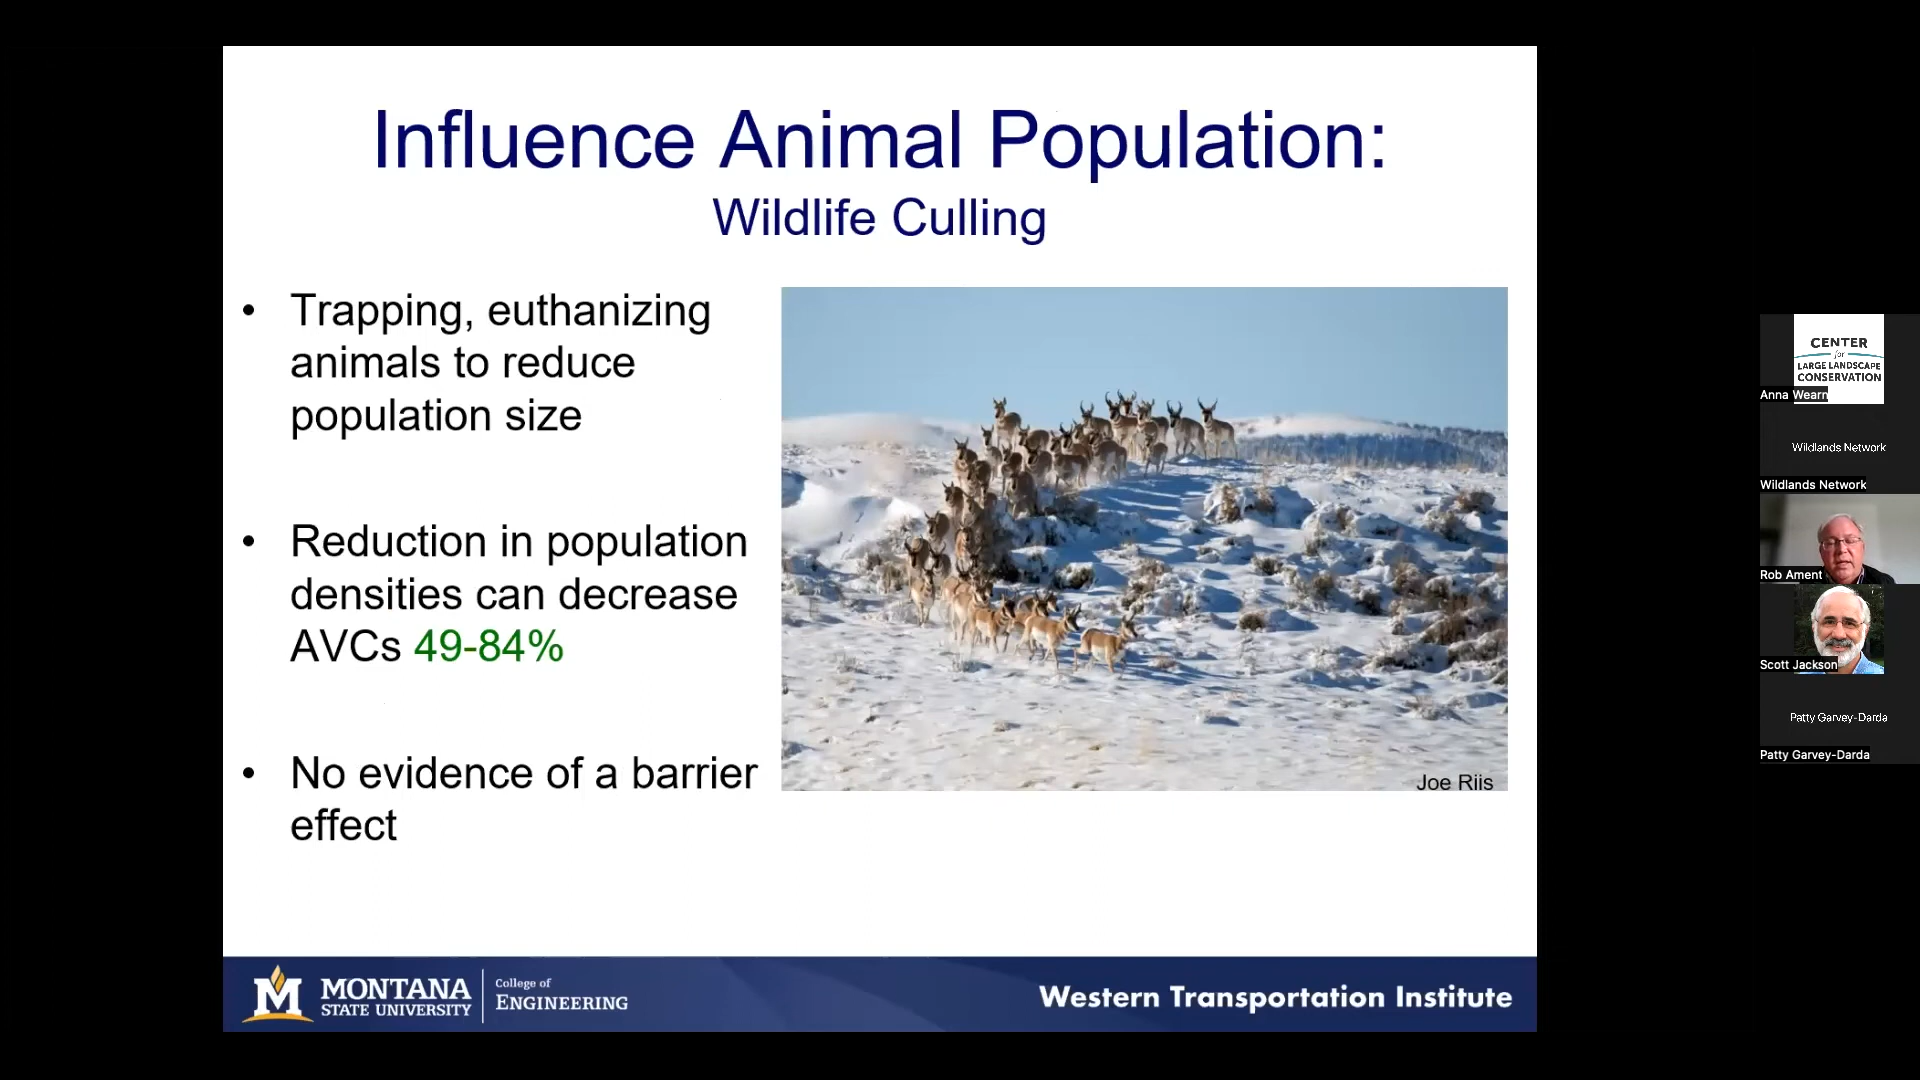 Influence Animal Population:
Wildlife Culling
• Trapping, euthanizing
animals to reduce
population size
• Reduction in population
densities can decrease
AVCs 49-84%
• No evidence of a barrier
effect
Joe Riis
M MONTANA
STATE UNIVERSITY
College of
ENGINEERING
Western Transportation Institute
CENTER
for
LARGE LANDSCAPE
CONSERVATION
Anna Wearn
Wildlands Network
Wildlands Network
Rob Ament
Scott Jackson
Patty Garvey-Darda
Patty Garvey-Darda